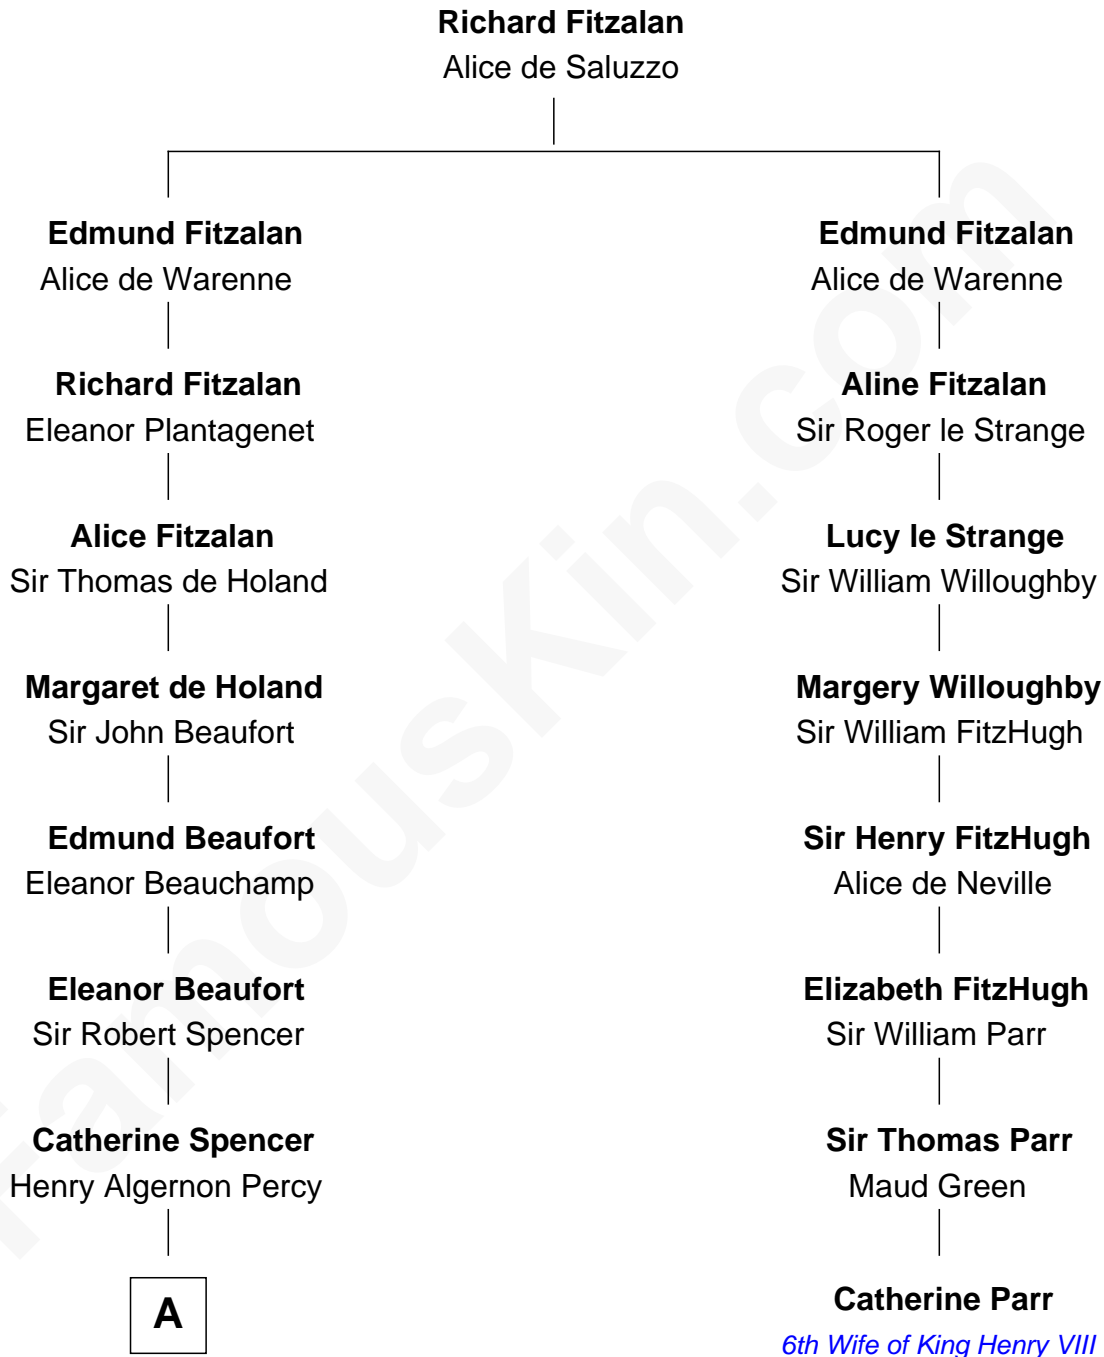 Richard Fitzalan
Alice de Saluzzo
Edmund Fitzalan
Alice de Warenne
Richard Fitzalan
Eleanor Plantagenet
Alice Fitzalan
Sir Thomas de Holand
Margaret de Holand
Sir John Beaufort
Edmund Beaufort
Eleanor Beauchamp
Eleanor Beaufort
Sir Robert Spencer
Catherine Spencer
Henry Algernon Percy
A
Edmund Fitzalan
Alice de Warenne
Aline Fitzalan
Sir Roger le Strange
Lucy le Strange
Sir William Willoughby
Margery Willoughby
Sir William FitzHugh
Sir Henry FitzHugh
Alice de Neville
Elizabeth FitzHugh
Sir William Parr
Sir Thomas Parr
Maud Green
Catherine Parr
6th Wife of King Henry VIII
FamousKin.com